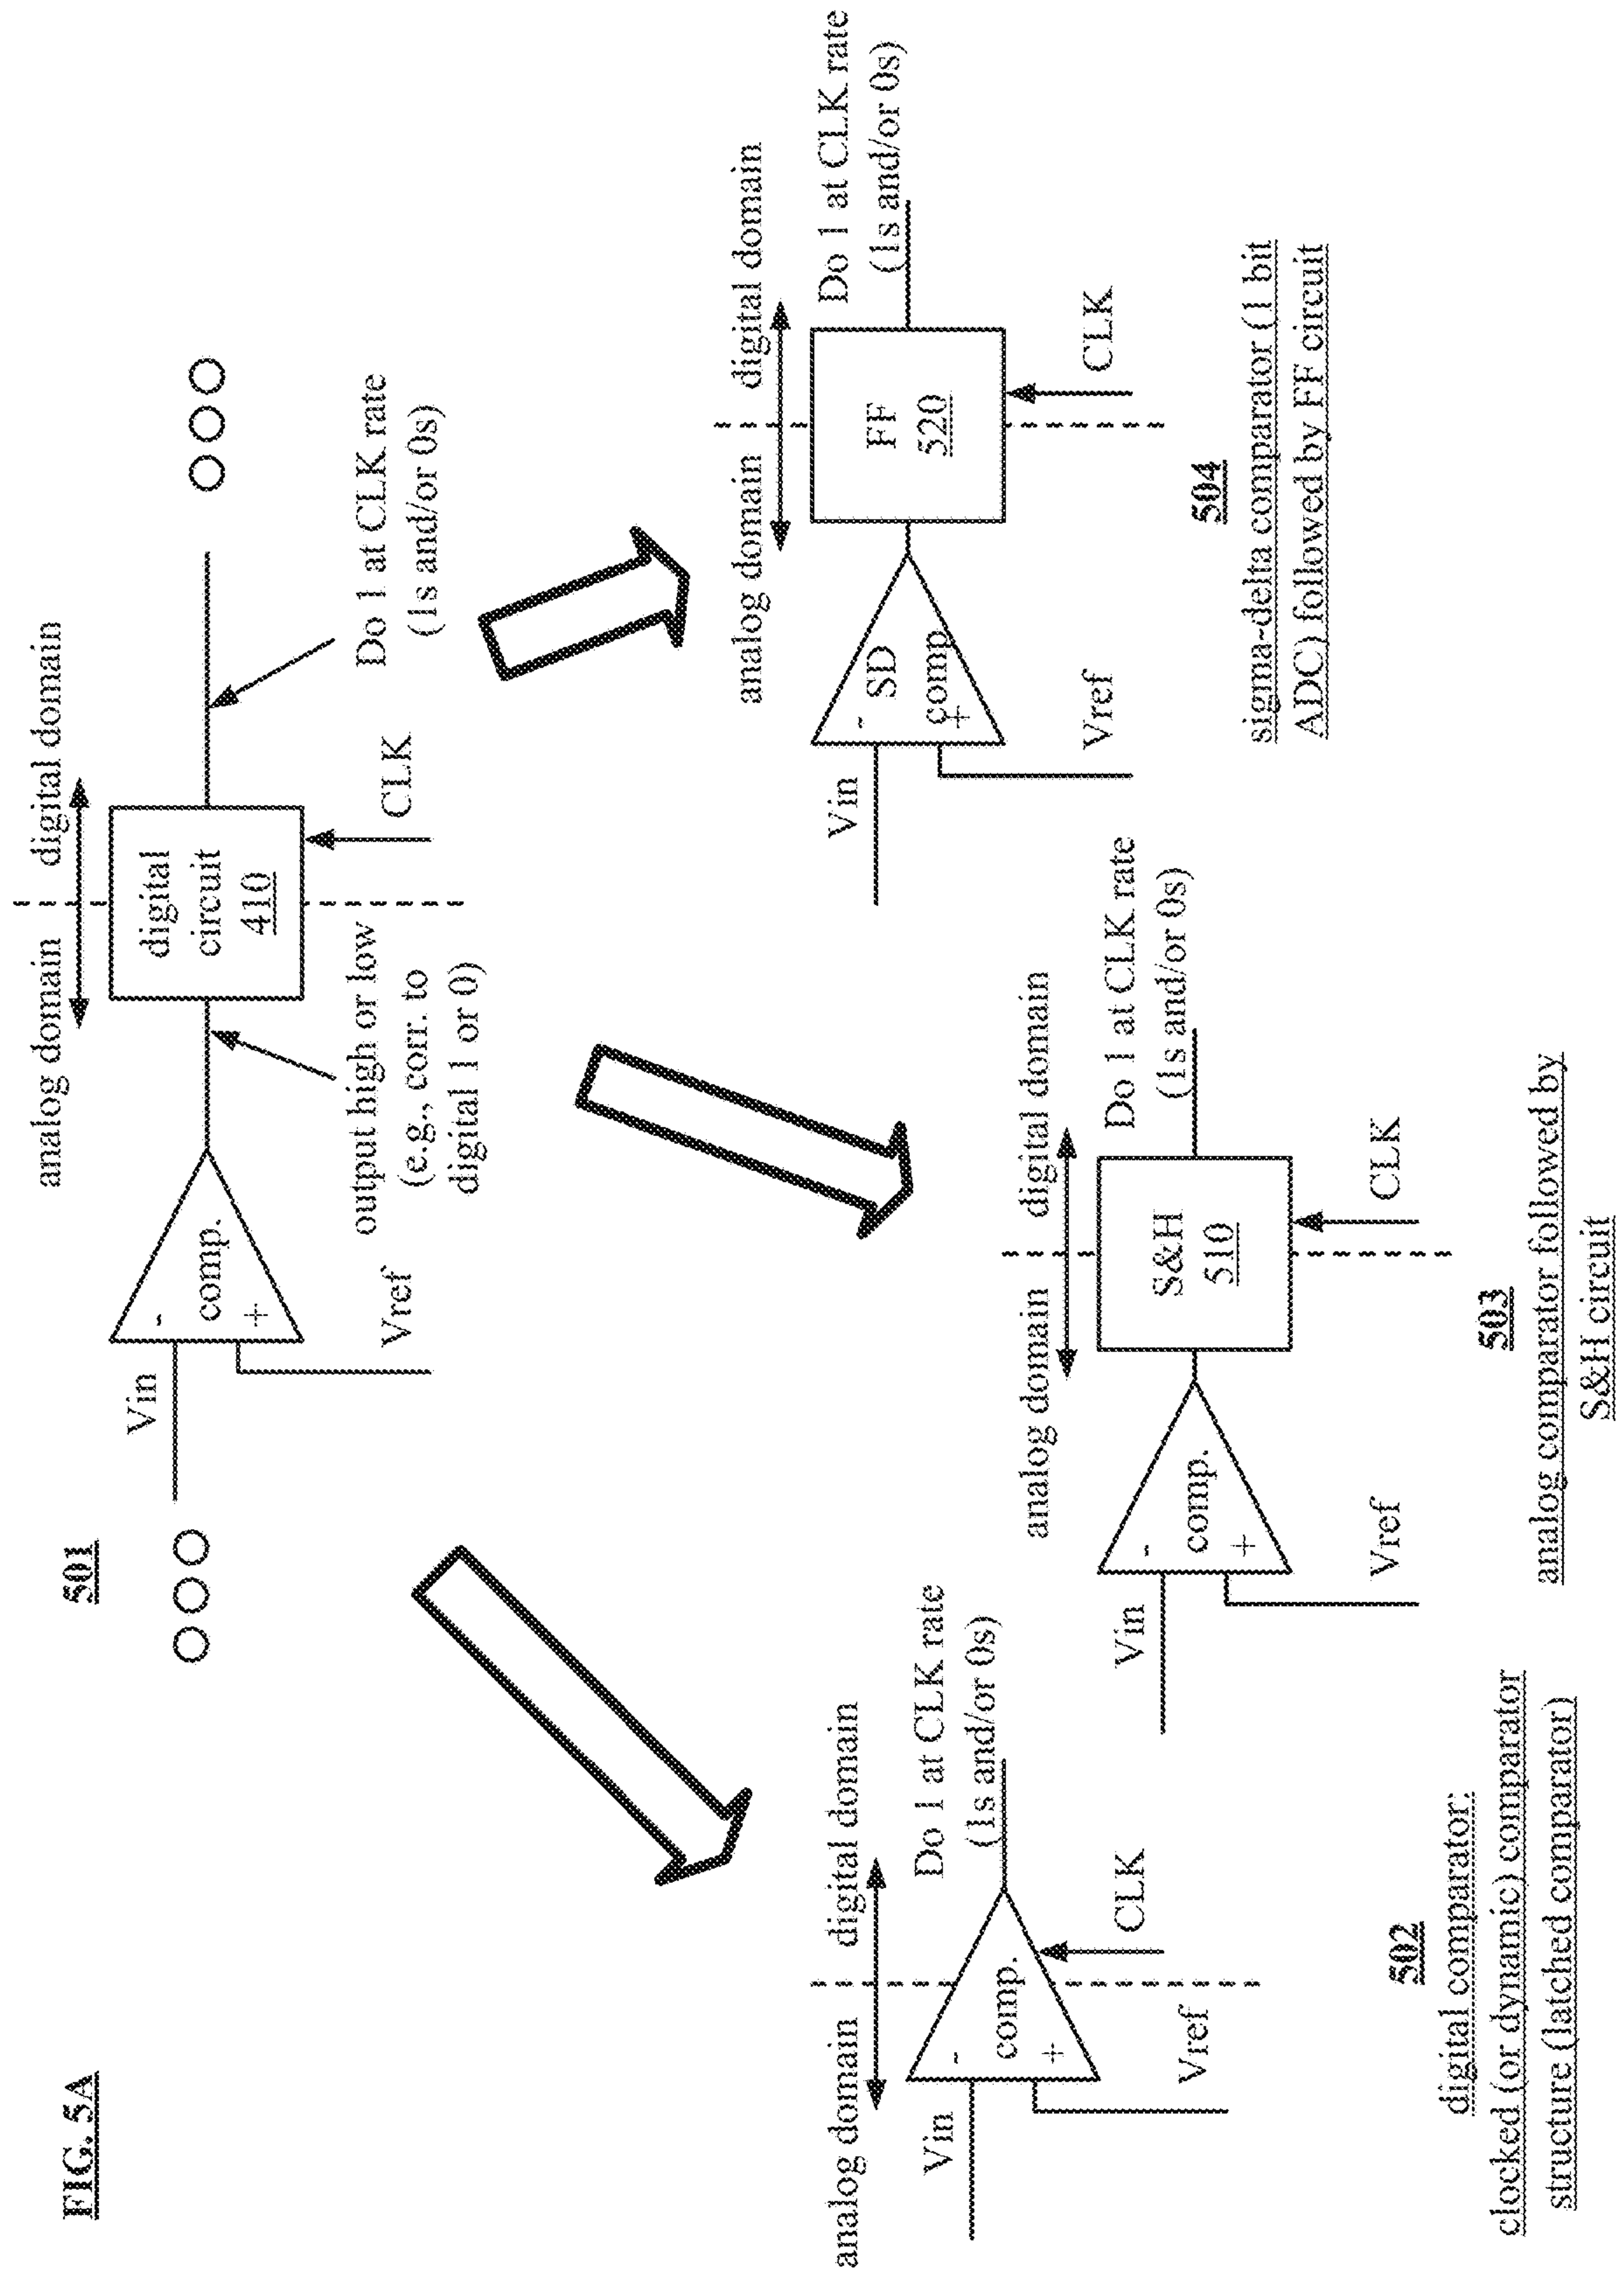 FIG. 5A
501
analog domain
digital domain
Vin
-
comp.
+
Vref
digital
circuit
410
CLK
output high or low
(e.g., corr. to
digital 1 or 0)
Do 1 at CLK rate
(1s and/or 0s)
analog domain
digital domain
Vin
-
comp.
+
Vref
CLK
Do 1 at CLK rate
(1s and/or 0s)
502
digital comparator:
clocked (or dynamic) comparator
structure (latched comparator)
analog domain
digital domain
Vin
-
comp.
+
Vref
S&H
510
CLK
Do 1 at CLK rate
(1s and/or 0s)
503
analog comparator followed by
S&H circuit
analog domain
digital domain
Vin
-
SD
comp
+
Vref
FF
520
CLK
Do 1 at CLK rate
(1s and/or 0s)
504
sigma-delta comparator (1 bit
ADC) followed by FF circuit